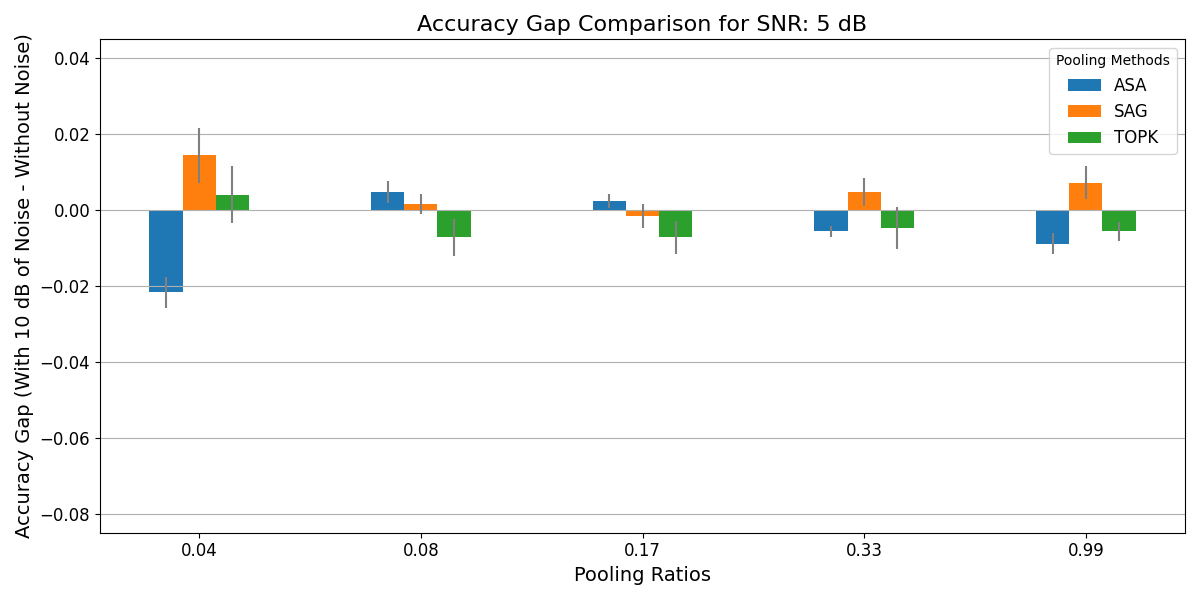 Accuracy Gap Comparison for SNR: 5 dB
Accuracy Gap (With 10 dB of Noise - Without Noise)
0.04
0.02
0.00
−0.02
−0.04
−0.06
−0.08
Pooling Methods
ASA
SAG
TOPK
0.04 0.08 0.17 0.33 0.99
Pooling Ratios